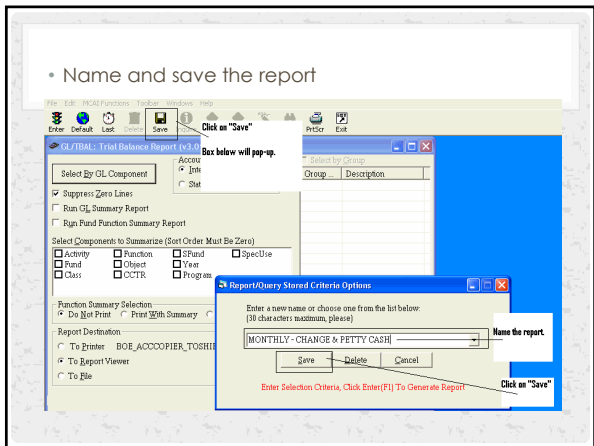 • Name and save the report
File Edit MCAI Functions Toolbar Windows Help
Enter Default Last Delete Save Inquire PrtScr Exit
Click on "Save"
Box below will pop-up.
GL/TBAL: Trial Balance Report (v3.0
Select By GL Component
Accou
Inte
Stat
Select by Group
Group ... Description
Suppress Zero Lines
Run GL Summary Report
Run Fund Function Summary Report
Select Components to Summarize (Sort Order Must Be Zero)
Activity Function SFund SpecUse
Fund Object Year
Class CCTR Program
Function Summary Selection
Do Not Print Print With Summary
Report Destination
To Printer BOE_ACCCOPIER_TOSHIB
To Report Viewer
To File
Report/Query Stored Criteria Options
Enter a new name or choose one from the list below:
(30 characters maximum, please)
MONTHLY - CHANGE & PETTY CASH
Name the report.
Save Delete Cancel
Enter Selection Criteria, Click Enter(F1) To Generate Report
Click on "Save"